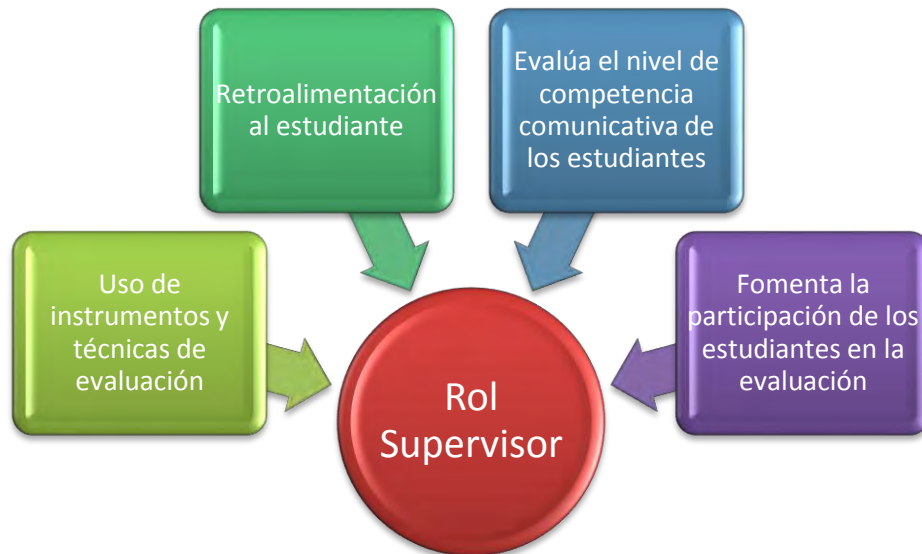 Retroalimentación
al estudiante
Evalúa el nivel de
competencia
comunicativa de
los estudiantes
Uso de
instrumentos y
técnicas de
evaluación
Fomenta la
participación de los
estudiantes en la
evaluación
Rol
Supervisor